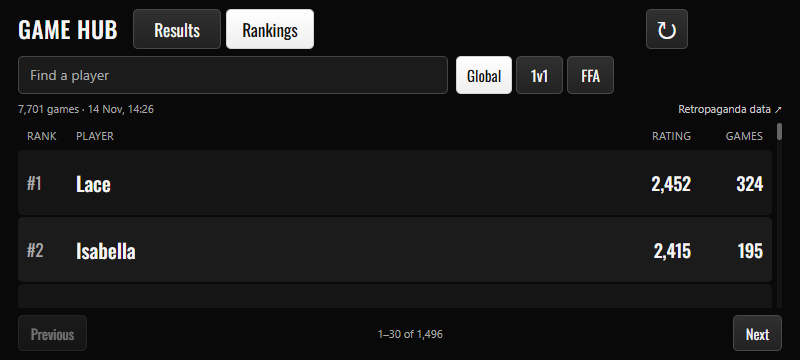 GAME HUB Results Rankings ↻
Find a player Global 1v1 FFA
7,701 games · 14 Nov, 14:26 Retropaganda data ↗
RANK PLAYER RATING GAMES
#1 Lace 2,452 324
#2 Isabella 2,415 195
Previous 1–30 of 1,496 Next